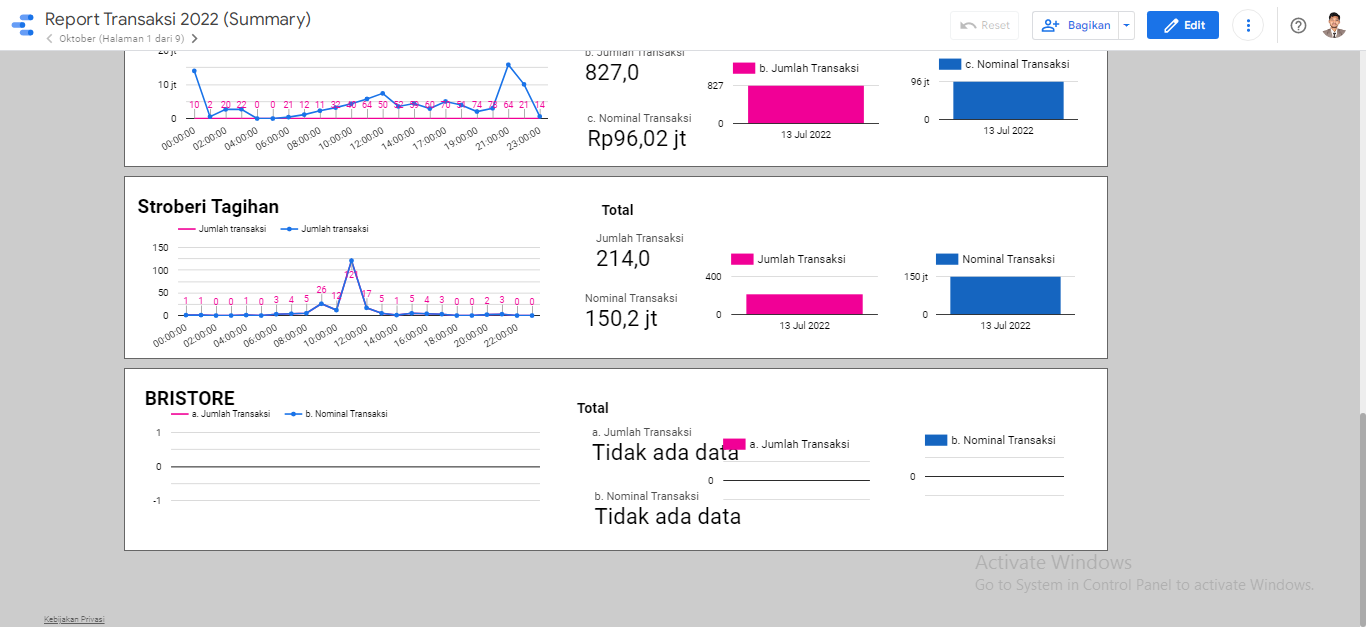 Report Transaksi 2022 (Summary)
Oktober (Halaman 1 dari 9)
Reset
Bagikan
Edit
20 jt
10 jt
0
10 2 20 22 0 0 21 12 11 32 64 50 39 60 74 64 21 14
00:00:00 02:00:00 04:00:00 06:00:00 08:00:00 10:00:00 12:00:00 14:00:00 17:00:00 19:00:00 21:00:00 23:00:00
b. Jumlah Transaksi
827,0
c. Nominal Transaksi
Rp96,02 jt
b. Jumlah Transaksi
827
0
13 Jul 2022
c. Nominal Transaksi
96 jt
0
13 Jul 2022
Stroberi Tagihan
Jumlah transaksi Jumlah transaksi
150
100
50
0
1 1 0 0 1 0 3 4 5 26 12 121 17 5 1 5 4 3 0 0 2 3 0 0
00:00:00 02:00:00 04:00:00 06:00:00 08:00:00 10:00:00 12:00:00 14:00:00 16:00:00 18:00:00 20:00:00 22:00:00
Total
Jumlah Transaksi
214,0
Nominal Transaksi
150,2 jt
Jumlah Transaksi
400
0
13 Jul 2022
Nominal Transaksi
150 jt
0
13 Jul 2022
BRISTORE
a. Jumlah Transaksi b. Nominal Transaksi
1
0
-1
Total
a. Jumlah Transaksi
Tidak ada data
b. Nominal Transaksi
Tidak ada data
a. Jumlah Transaksi
0
b. Nominal Transaksi
0
Activate Windows
Go to System in Control Panel to activate Windows.
Kebijakan Privasi